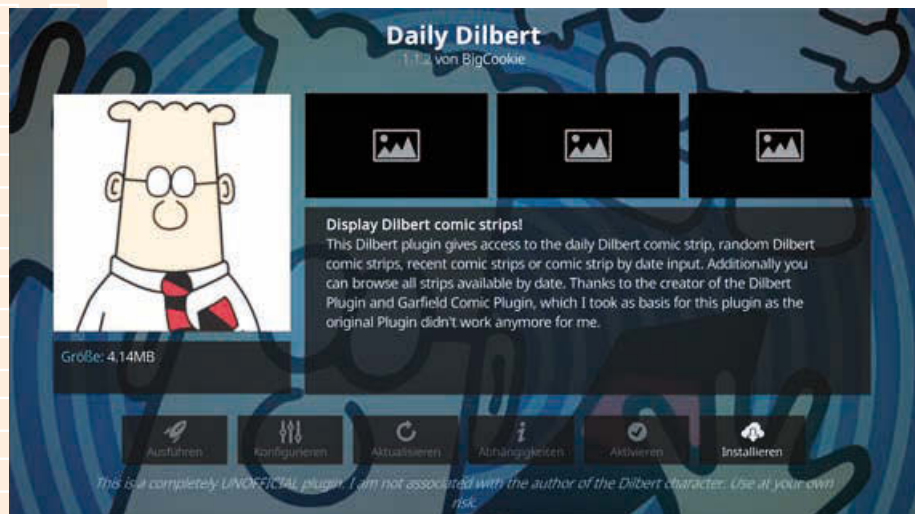 Daily Dilbert
1.1.2 von BigCookie
Display Dilbert comic strips!
This Dilbert plugin gives access to the daily Dilbert comic strip, random Dilbert
comic strips, recent comic strips or comic strip by date input. Additionally you
can browse all strips available by date. Thanks to the creator of the Dilbert
Plugin and Garfield Comic Plugin, which I took as basis for this plugin as the
original Plugin didn't work anymore for me.
Größe: 4.14MB
Ausführen
Konfigurieren
Aktualisieren
Abhängigkeiten
Aktivieren
Installieren
This is a completely UNOFFICIAL plugin. I am not associated with the author of the Dilbert character. Use at your own
risk.